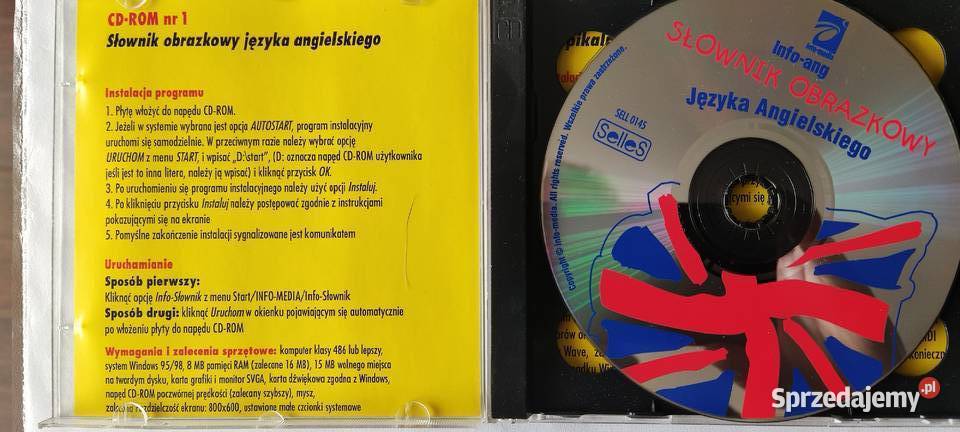 CD-ROM nr 1
Słownik obrazkowy języka angielskiego
Instalacja programu
1. Płytę włożyć do napędu CD-ROM.
2. Jeżeli w systemie wybrana jest opcja AUTOSTART, program instalacyjny
uruchomi się samodzielnie. W przeciwnym razie należy wybrać opcję
URUCHOM z menu START, i wpisać „D:\start", (D: oznacza napęd CD-ROM użytkownika
jeśli jest to inna litera, należy ją wpisać) i kliknąć przycisk OK.
3. Po uruchomieniu się programu instalacyjnego należy użyć opcji Instaluj.
4. Po kliknięciu przycisku Instaluj należy postępować zgodnie z instrukcjami
pokazującymi się na ekranie
5. Pomyślne zakończenie instalacji sygnalizowane jest komunikatem
Uruchamianie
Sposób pierwszy:
Kliknąć opcję Info-Słownik z menu Start/INFO-MEDIA/Info-Słownik
Sposób drugi: kliknąć Uruchom w okienku pojawiającym się automatycznie
po włożeniu płyty do napędu CD-ROM
Wymagania i zalecenia sprzętowe: komputer klasy 486 lub lepszy,
system Windows 95/98, 8 MB pamięci RAM (zalecane 16 MB), 15 MB wolnego miejsca
na twardym dysku, karta grafiki i monitor SVGA, karta dźwiękowa zgodna z Windows,
napęd CD-ROM poczwórnej prędkości (zalecany szybszy), mysz,
zalecana rozdzielczość ekranu: 800x600, ustawione małe czcionki systemowe
info-media
info-ang
SŁOWNIK OBRAZKOWY
Języka Angielskiego
SELL 0145
SelleS
Copyright © info-media. All rights reserved. Wszelkie prawa zastrzeżone.
Wave, za
Sprzedajemy.pl